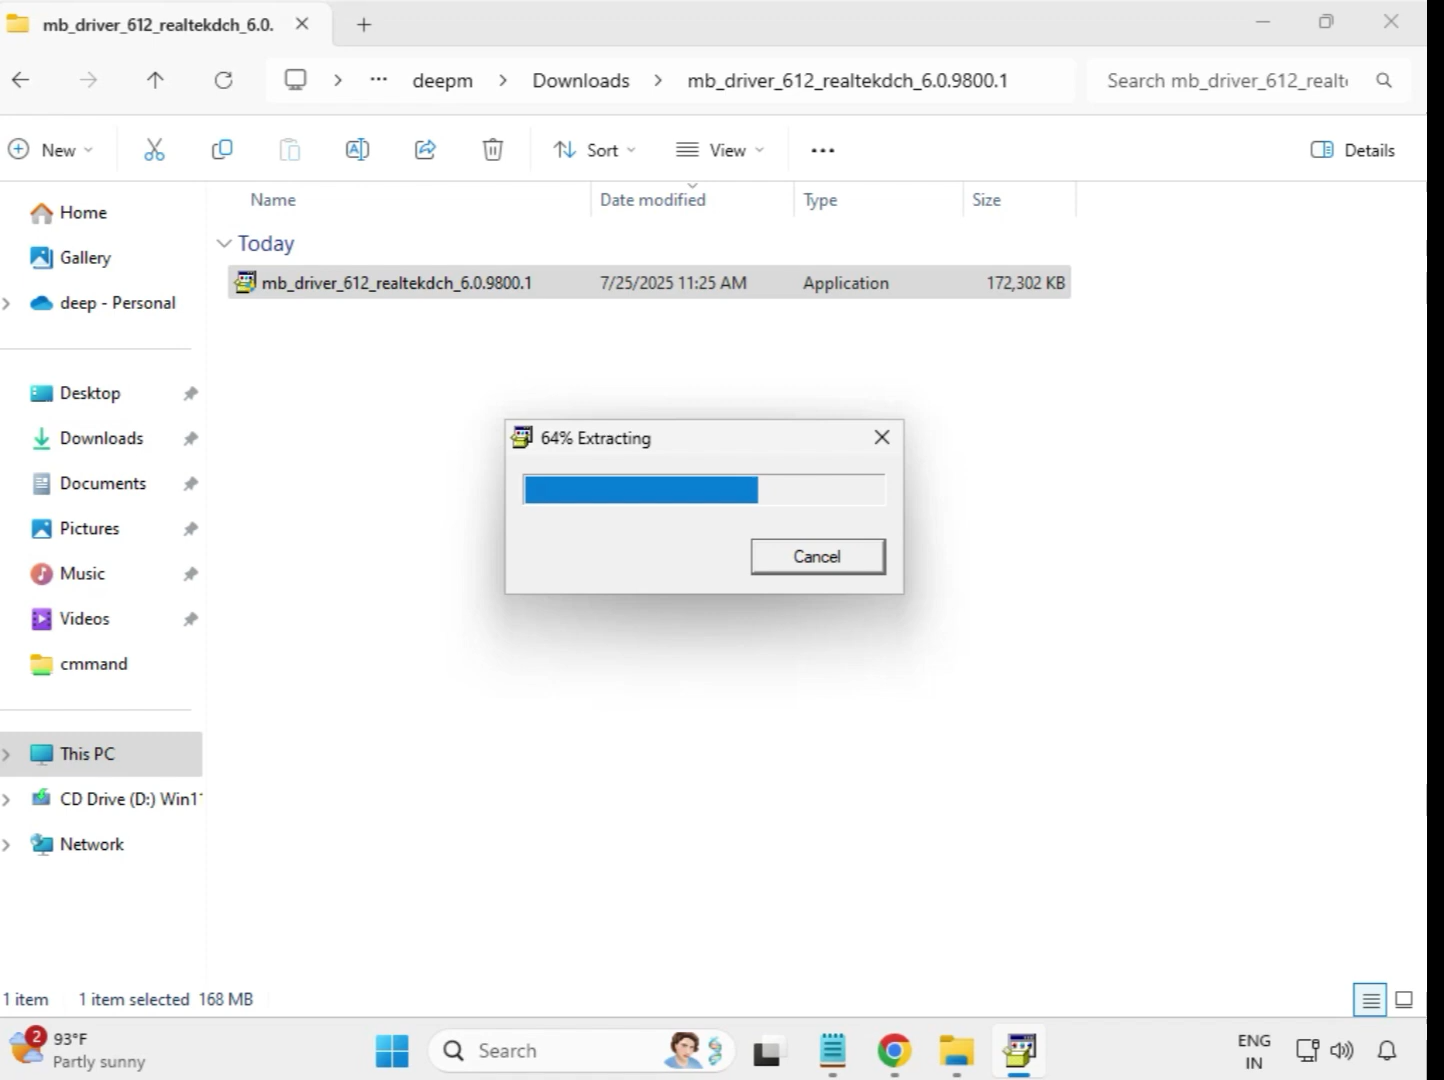 mb_driver_612_realtekdch_6.0.
deepm
Downloads
mb_driver_612_realtekdch_6.0.9800.1
Search mb_driver_612_realt
New
Sort
View
Details
Home
Gallery
deep - Personal
Desktop
Downloads
Documents
Pictures
Music
Videos
cmmand
This PC
CD Drive (D:) Win1
Network
Name Date modified Type Size
Today
mb_driver_612_realtekdch_6.0.9800.1 7/25/2025 11:25 AM Application 172,302 KB
64% Extracting
Cancel
1 item 1 item selected 168 MB
2
93°F
Partly sunny
Search
ENG
IN